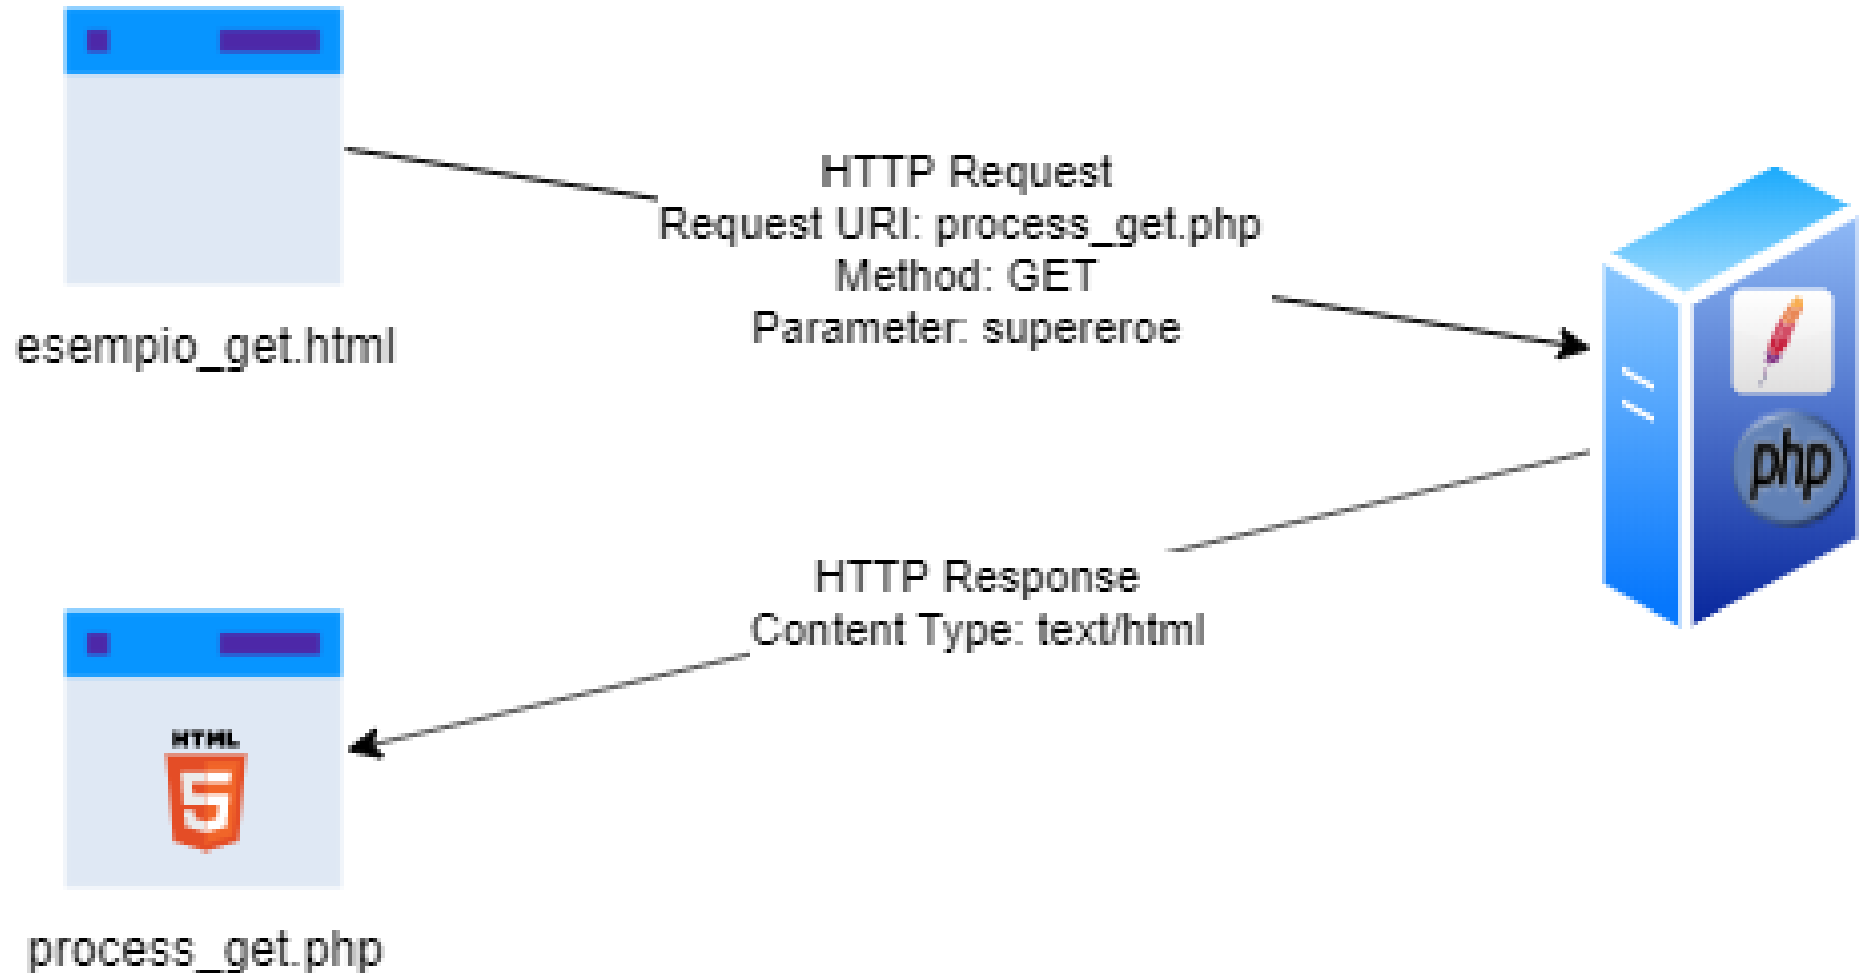 HTTP Request
Request URI: process_get.php
Method: GET
Parameter: supereroe
esempio_get.html
php
HTTP Response
Content Type: text/html
HTML
5
process_get.php